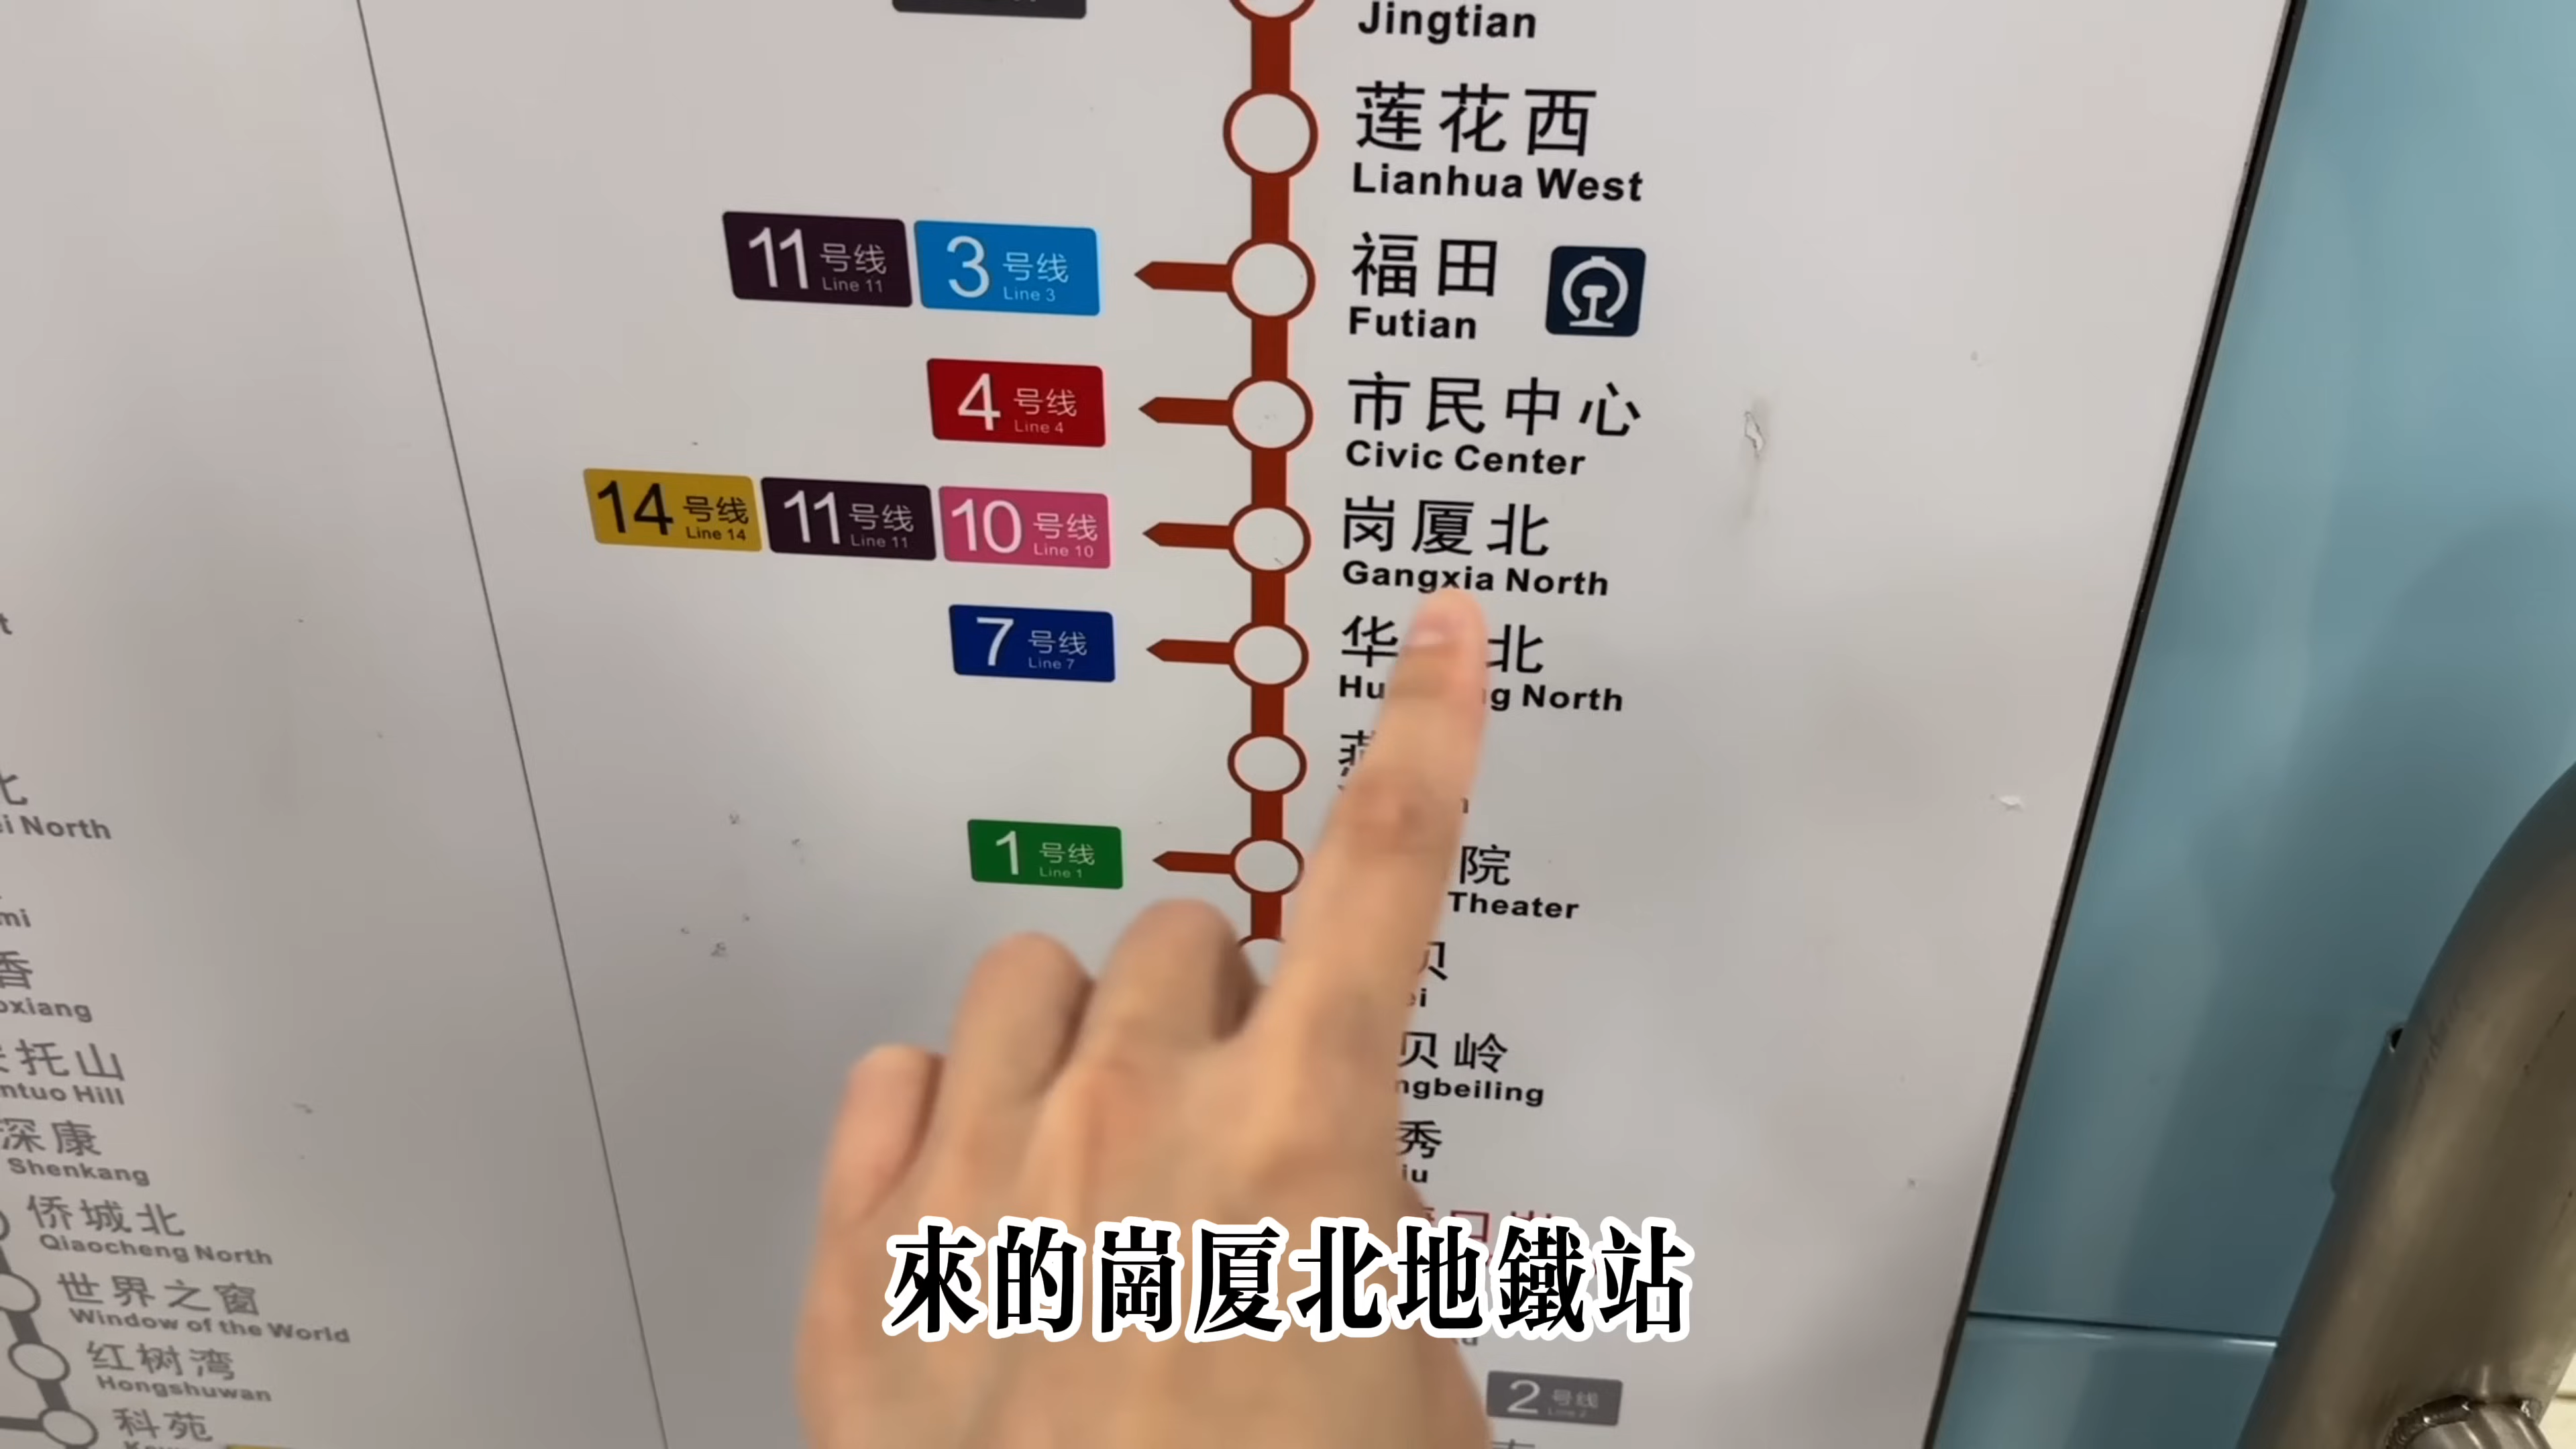 Jingtian
莲花西
Lianhua West
11号线 3号线
Line 11 Line 3
福田
Futian
4号线
Line 4
市民中心
Civic Center
14号线 11号线 10号线
Line 14 Line 11 Line 10
岗厦北
Gangxia North
7号线
Line 7
华 北
North
1号线
Line 1
院
Theater
贝
贝岭
秀
North
托山
Hill
深康
Shenkang
侨城北
Qiaocheng North
世界之窗
Window of the World
红树湾
Hongshuwan
科苑
2号线
Line 2
來的崗厦北地鐵站